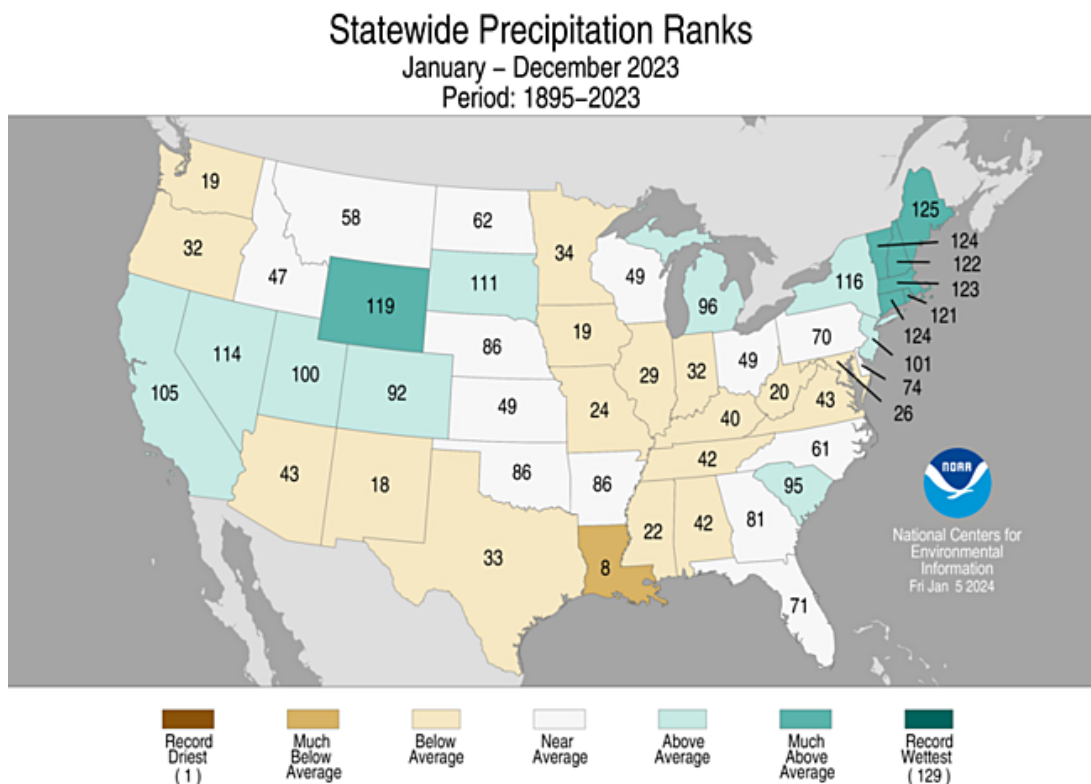 Statewide Precipitation Ranks
January – December 2023
Period: 1895–2023
19
58
62
34
125
32
47
119
111
49
96
116
124
122
123
121
124
101
74
26
105
114
100
92
86
19
29
32
49
70
49
24
40
20
43
43
18
86
86
42
61
95
33
8
22
42
81
71
NOAA
National Centers for
Environmental
Information
Fri Jan 5 2024
Record
Driest
(1)
Much
Below
Average
Below
Average
Near
Average
Above
Average
Much
Above
Average
Record
Wettest
(129)